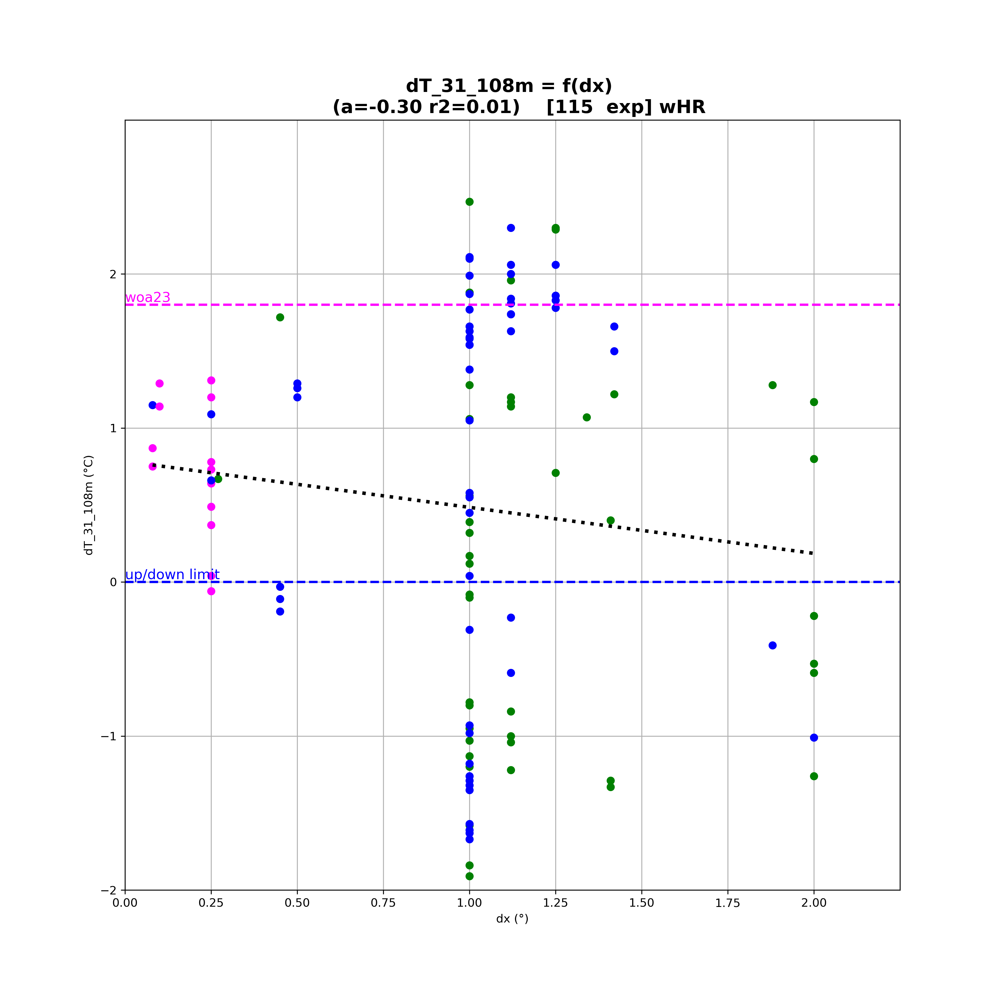 dT_31_108m = f(dx)
(a=-0.30 r2=0.01)    [115  exp] wHR
dT_31_108m (°C)
2
1
0
−1
−2
woa23
up/down limit
0.00 0.25 0.50 0.75 1.00 1.25 1.50 1.75 2.00
dx (°)